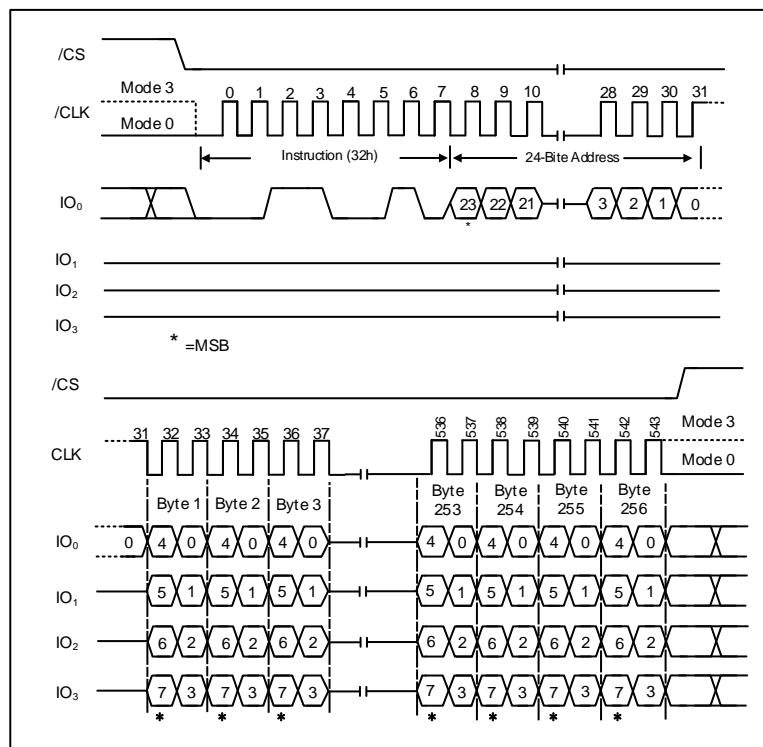 /CS
Mode 3
0 1 2 3 4 5 6 7 8 9 10 28 29 30 31
/CLK
Mode 0
Instruction (32h) 24-Bite Address
IO₀ 23 22 21 3 2 1 0
*
IO₁
IO₂
IO₃
* =MSB
/CS
31 32 33 34 35 36 37 536 537 538 539 540 541 542 543 Mode 3
CLK
Mode 0
Byte 1 Byte 2 Byte 3 Byte 253 Byte 254 Byte 255 Byte 256
IO₀ 0 4 0 4 0 4 0 4 0 4 0 4 0 4 0
IO₁ 5 1 5 1 5 1 5 1 5 1 5 1 5 1
IO₂ 6 2 6 2 6 2 6 2 6 2 6 2 6 2
IO₃ 7 3 7 3 7 3 7 3 7 3 7 3 7 3
* * * * * * *